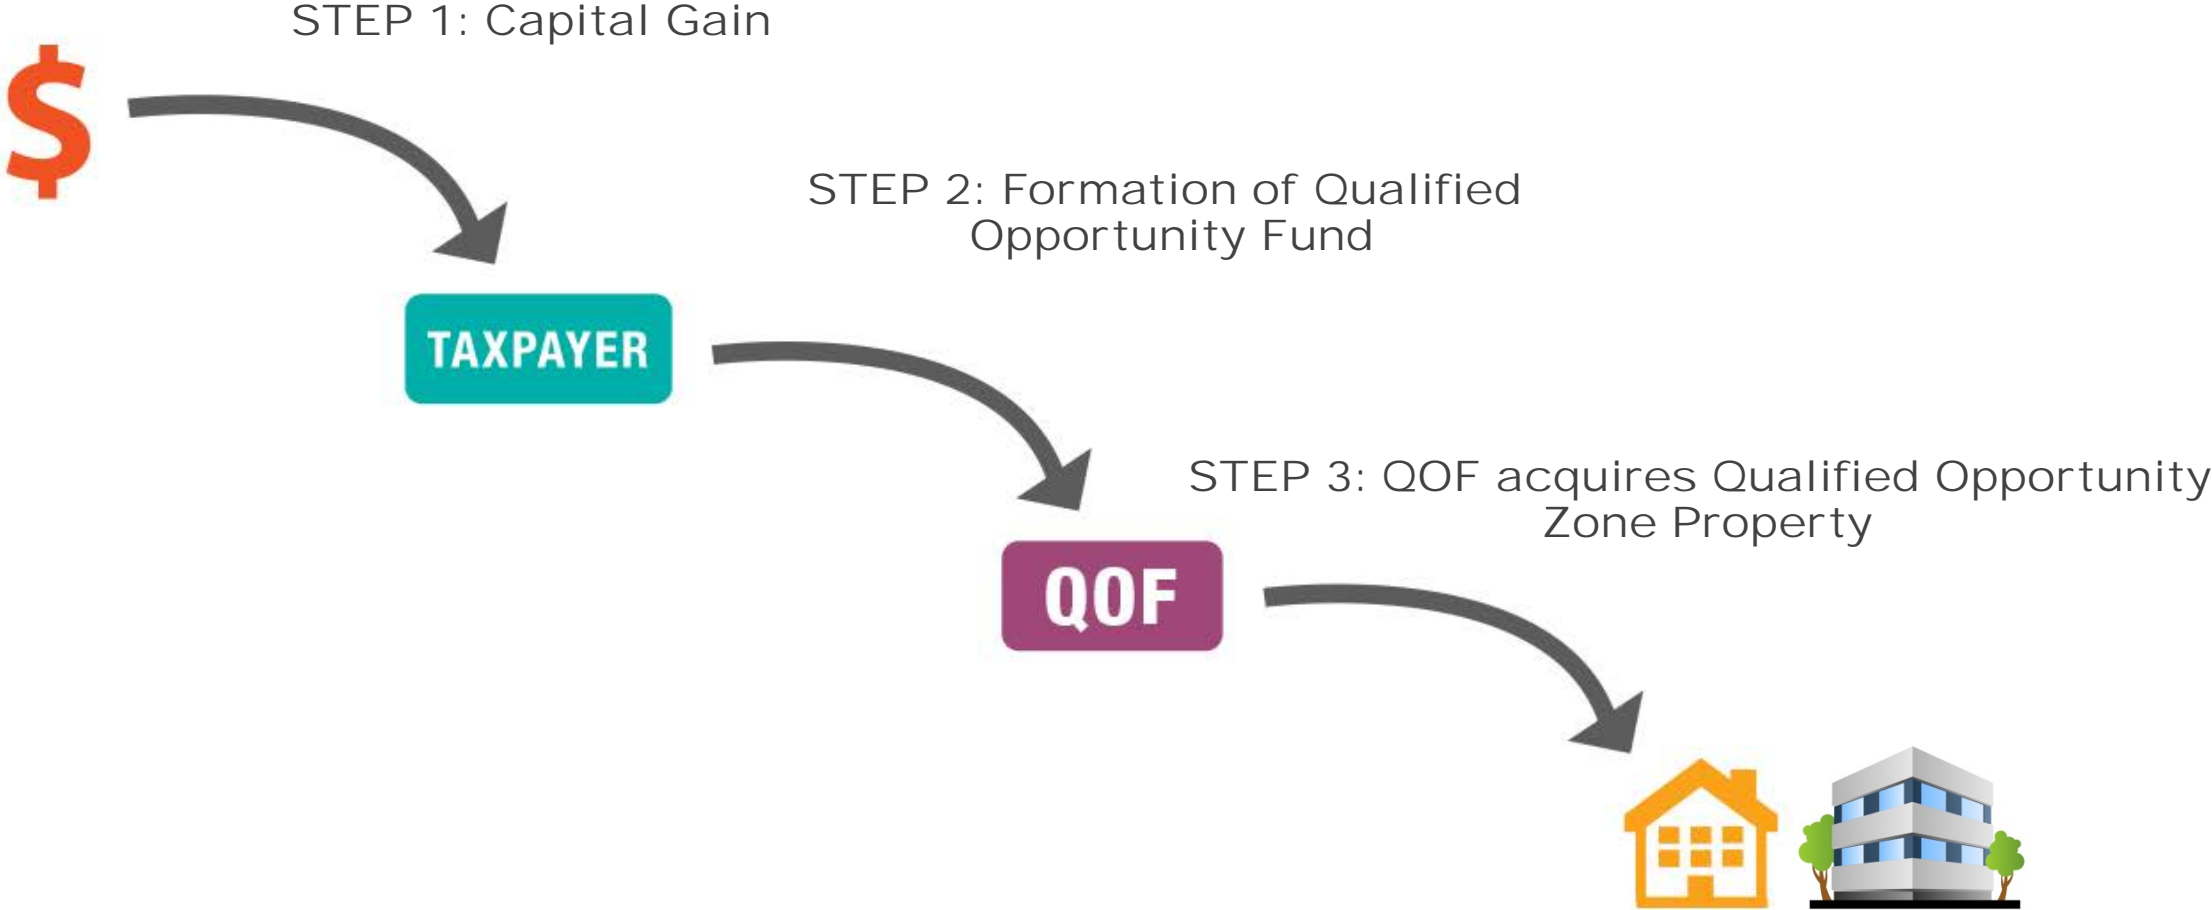 STEP 1: Capital Gain
$
STEP 2: Formation of Qualified
Opportunity Fund
TAXPAYER
STEP 3: QOF acquires Qualified Opportunity
Zone Property
QOF